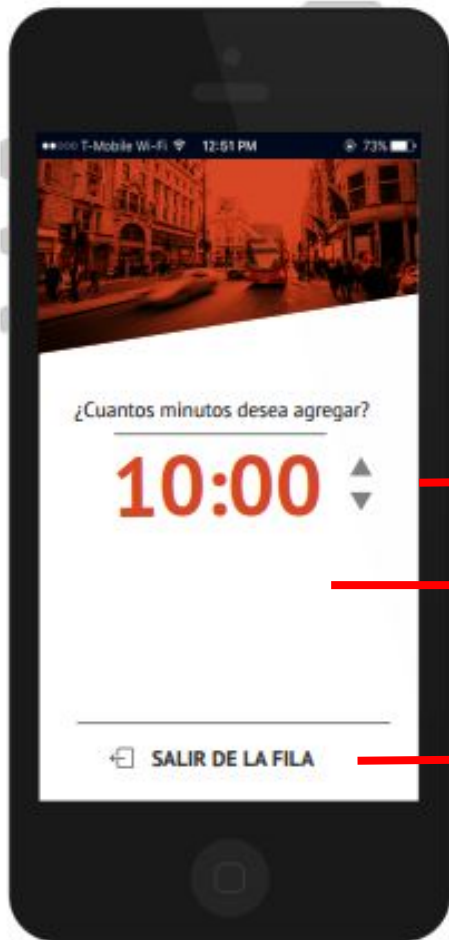 T-Mobile Wi-Fi 12:51 PM 73%
¿Cuantos minutos desea agregar?
10:00
SALIR DE LA FILA